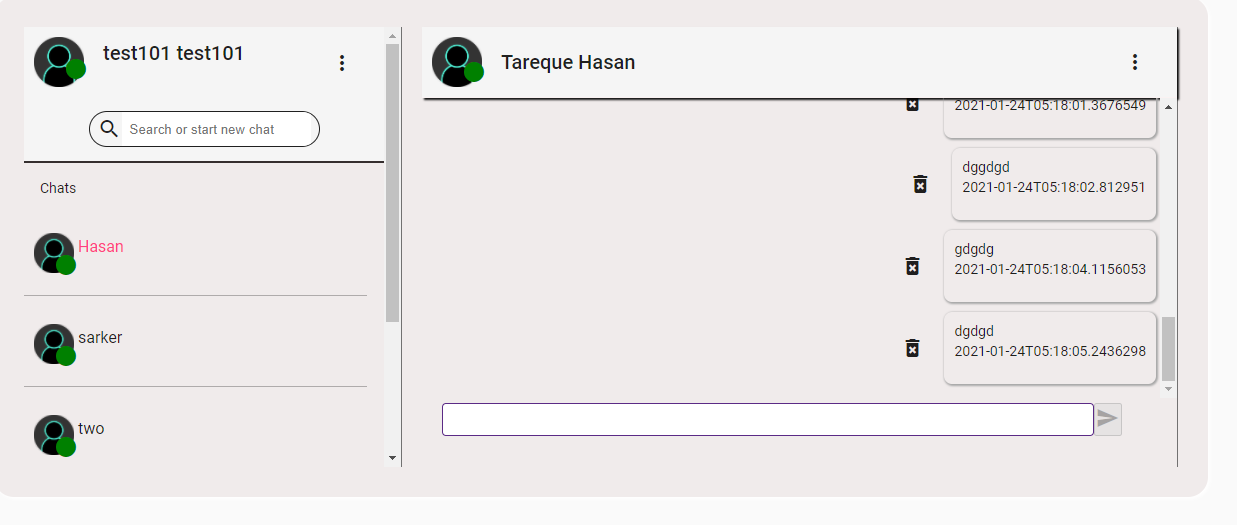 test101 test101
Search or start new chat
Chats
Hasan
sarker
two
Tareque Hasan
2021-01-24T05:18:01.3676549
dggdgd
2021-01-24T05:18:02.812951
gdgdg
2021-01-24T05:18:04.1156053
dgdgd
2021-01-24T05:18:05.2436298